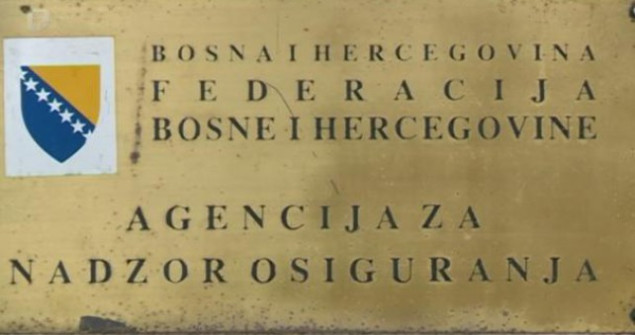 BOSNA I HERCEGOVINA
FEDERACIJA
BOSNE I HERCEGOVINE
AGENCIJA ZA
NADZOR OSIGURANJA